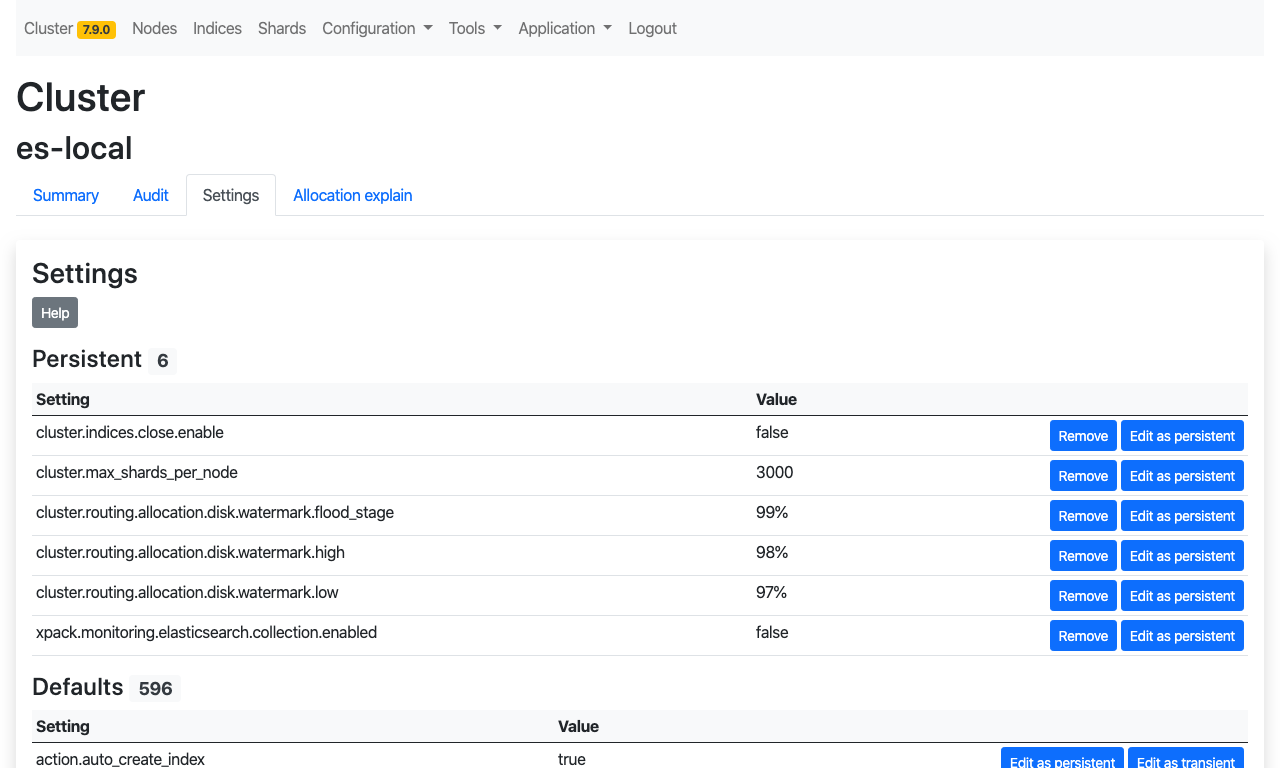 Cluster 7.9.0 Nodes Indices Shards Configuration Tools Application Logout
Cluster
es-local
Summary Audit Settings Allocation explain
Settings
Help
Persistent 6
Setting Value
cluster.indices.close.enable false Remove Edit as persistent
cluster.max_shards_per_node 3000 Remove Edit as persistent
cluster.routing.allocation.disk.watermark.flood_stage 99% Remove Edit as persistent
cluster.routing.allocation.disk.watermark.high 98% Remove Edit as persistent
cluster.routing.allocation.disk.watermark.low 97% Remove Edit as persistent
xpack.monitoring.elasticsearch.collection.enabled false Remove Edit as persistent
Defaults 596
Setting Value
action.auto_create_index true Edit as persistent Edit as transient